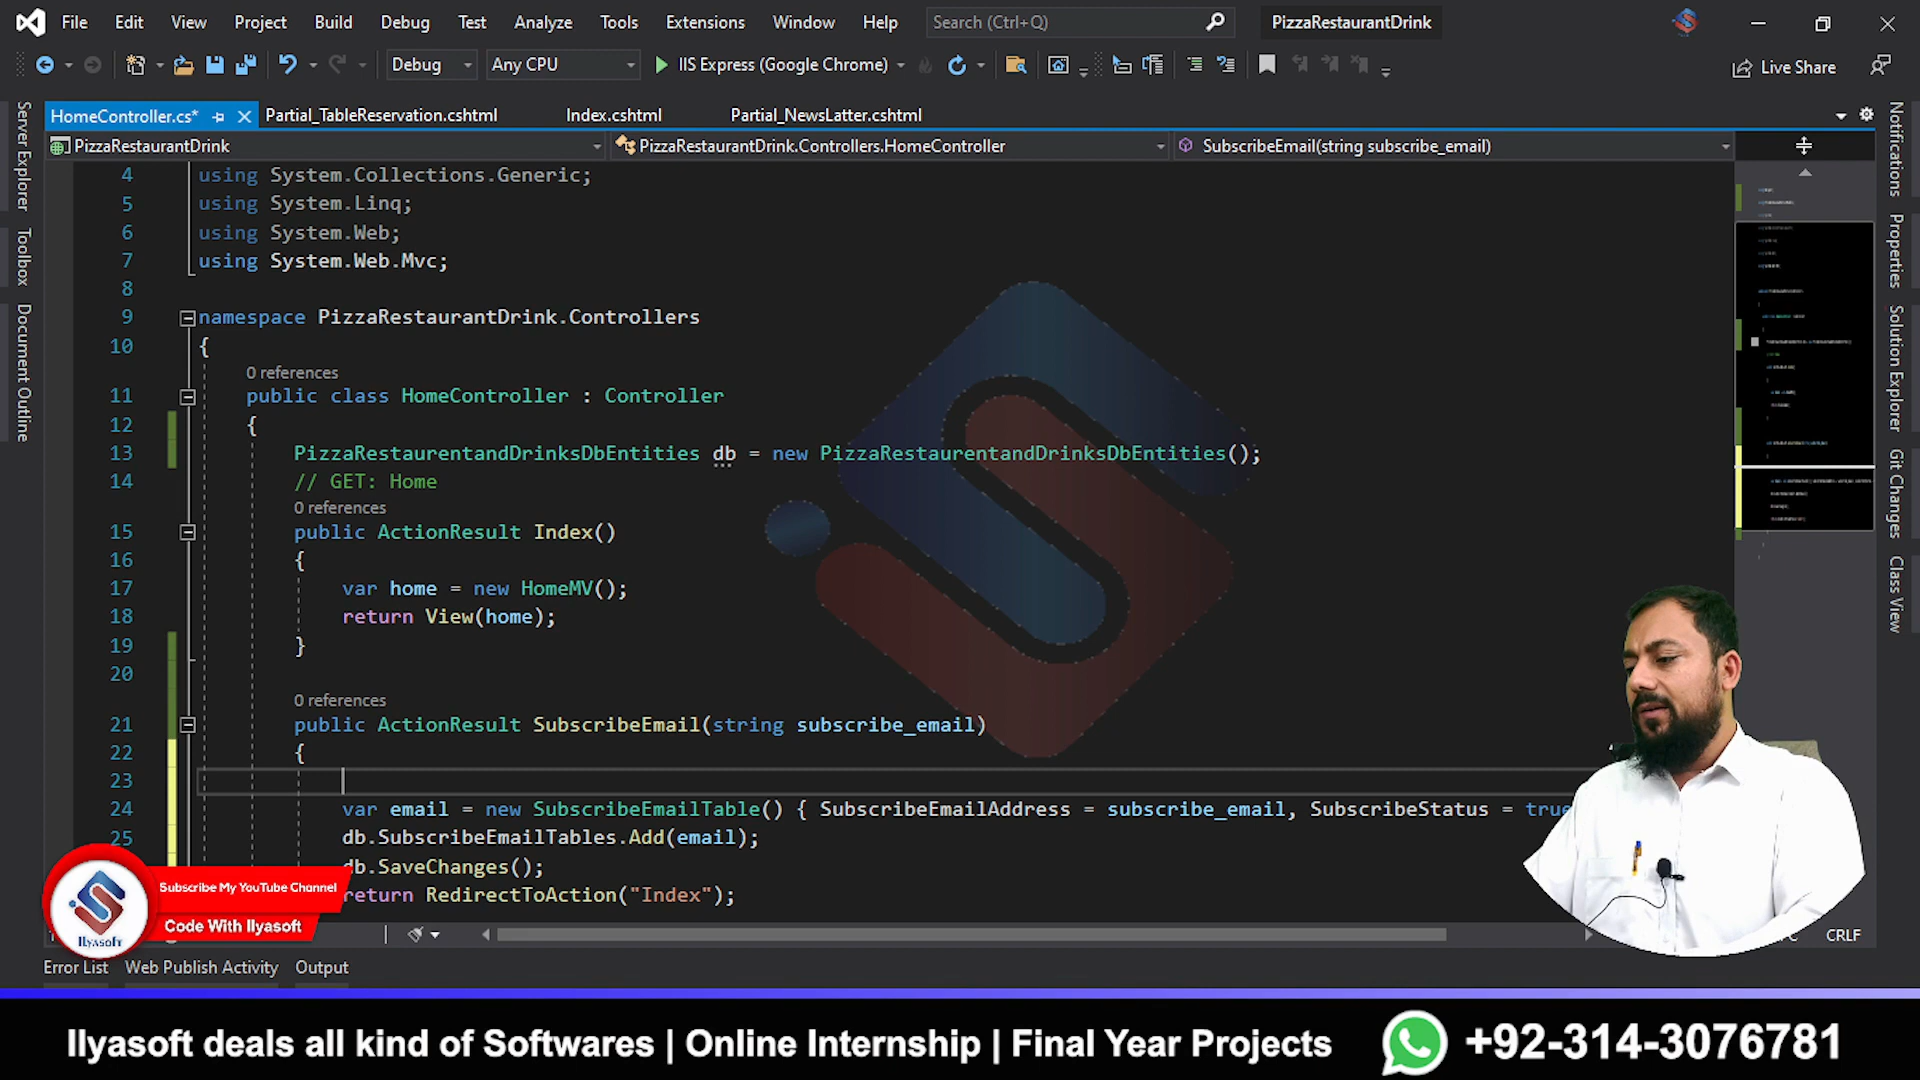 File Edit View Project Build Debug Test Analyze Tools Extensions Window Help Search (Ctrl+Q) PizzaRestaurantDrink
Debug Any CPU IIS Express (Google Chrome) Live Share
HomeController.cs* Partial_TableReservation.cshtml Index.cshtml Partial_NewsLatter.cshtml
PizzaRestaurantDrink PizzaRestaurantDrink.Controllers.HomeController SubscribeEmail(string subscribe_email)
Server Explorer
Toolbox
Document Outline
4 using System.Collections.Generic;
5 using System.Linq;
6 using System.Web;
7 using System.Web.Mvc;
8
9 namespace PizzaRestaurantDrink.Controllers
10 {
0 references
11 public class HomeController : Controller
12 {
13 PizzaRestaurentandDrinksDbEntities db = new PizzaRestaurentandDrinksDbEntities();
14 // GET: Home
0 references
15 public ActionResult Index()
16 {
17 var home = new HomeMV();
18 return View(home);
19 }
20
0 references
21 public ActionResult SubscribeEmail(string subscribe_email)
22 {
23
24 var email = new SubscribeEmailTable() { SubscribeEmailAddress = subscribe_email, SubscribeStatus = true
25 db.SubscribeEmailTables.Add(email);
db.SaveChanges();
return RedirectToAction("Index");
Notifications
Properties
Solution Explorer
Git Changes
Class View
Ilyasoft
Subscribe My YouTube Channel
Code With Ilyasoft
CRLF
Error List Web Publish Activity Output
Ilyasoft deals all kind of Softwares | Online Internship | Final Year Projects +92-314-3076781